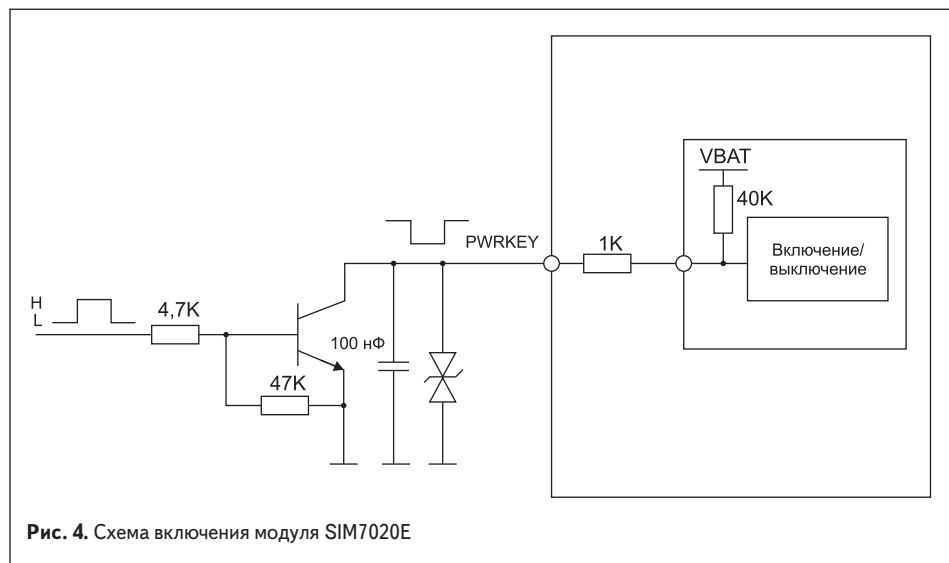 VBAT
40K
PWRKEY
1K
Включение/
выключение
H
L
4,7K
100 нФ
47K
Рис. 4. Схема включения модуля SIM7020E